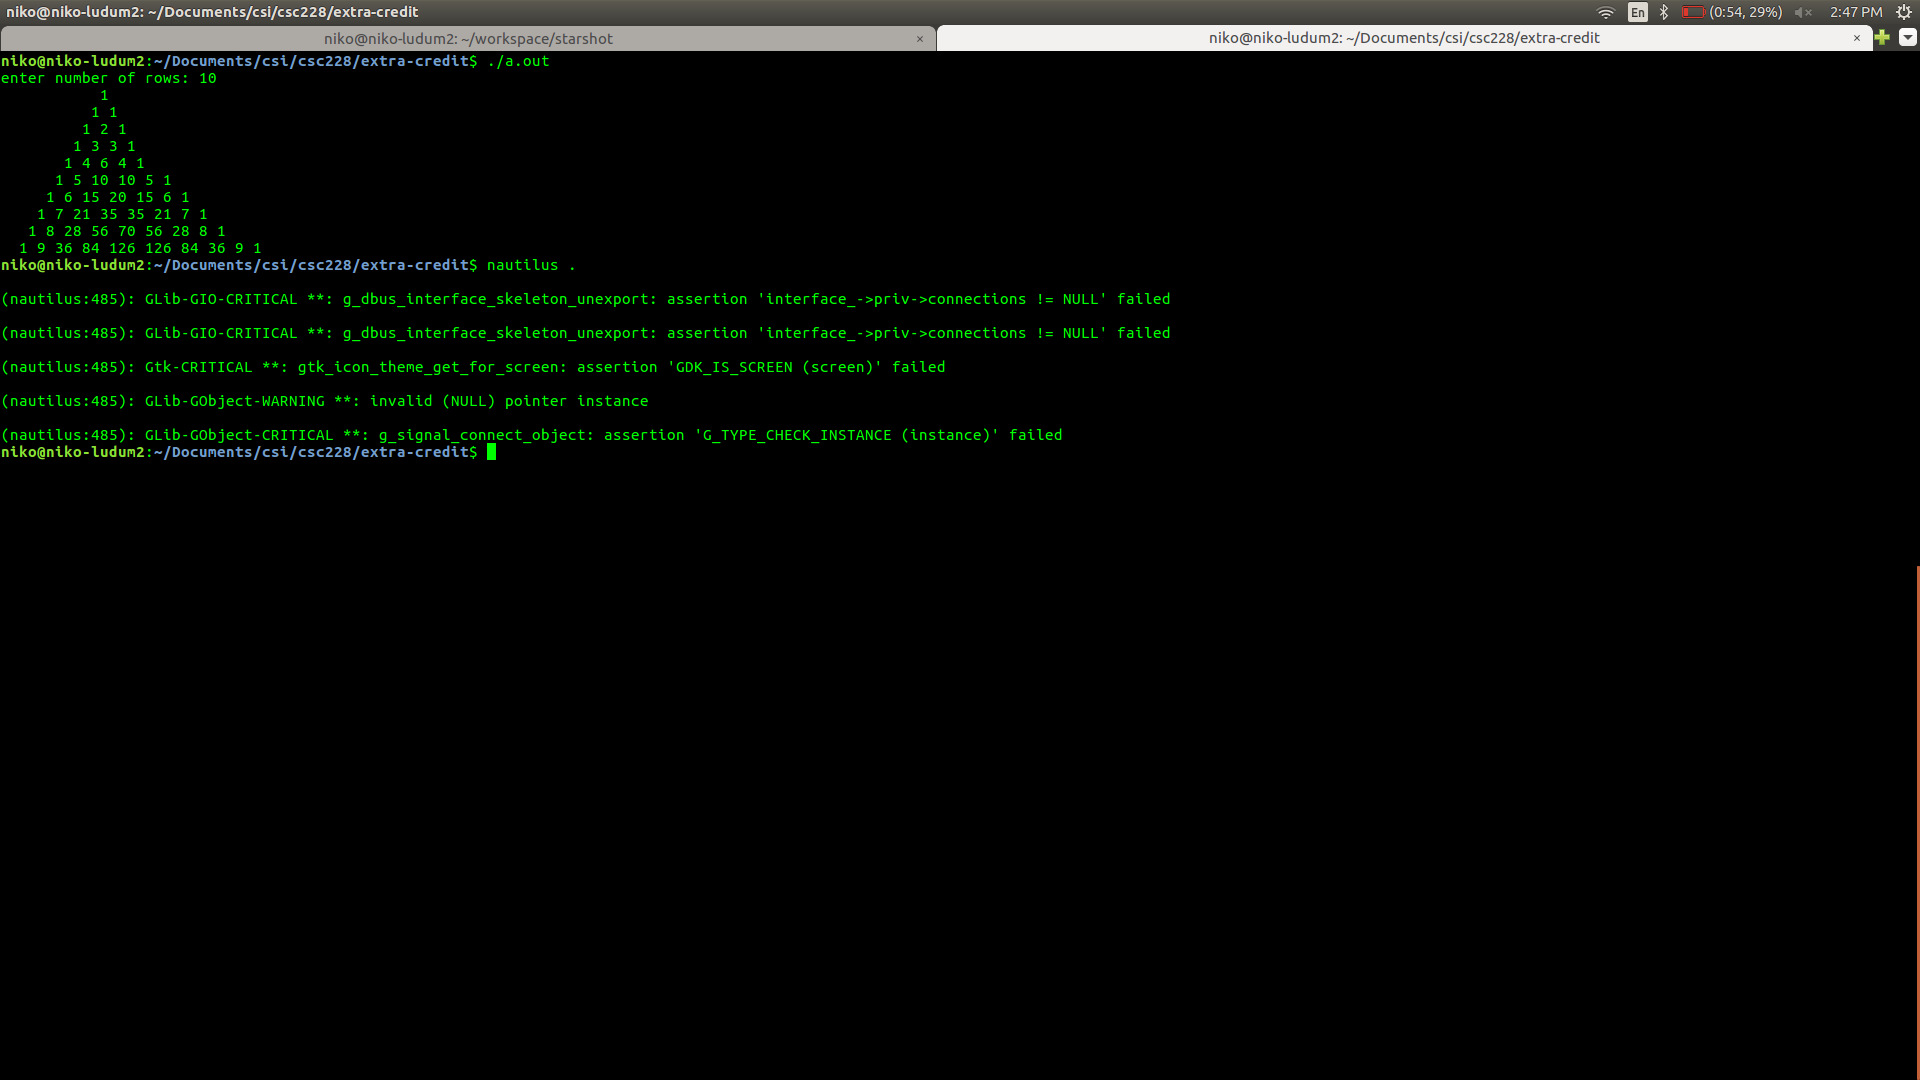 niko@niko-ludum2: ~/Documents/csi/csc228/extra-credit
En (0:54, 29%) 2:47 PM
niko@niko-ludum2: ~/workspace/starshot × niko@niko-ludum2: ~/Documents/csi/csc228/extra-credit ×
niko@niko-ludum2:~/Documents/csi/csc228/extra-credit$ ./a.out
enter number of rows: 10
1
1 1
1 2 1
1 3 3 1
1 4 6 4 1
1 5 10 10 5 1
1 6 15 20 15 6 1
1 7 21 35 35 21 7 1
1 8 28 56 70 56 28 8 1
1 9 36 84 126 126 84 36 9 1
niko@niko-ludum2:~/Documents/csi/csc228/extra-credit$ nautilus .
(nautilus:485): GLib-GIO-CRITICAL **: g_dbus_interface_skeleton_unexport: assertion 'interface_->priv->connections != NULL' failed
(nautilus:485): GLib-GIO-CRITICAL **: g_dbus_interface_skeleton_unexport: assertion 'interface_->priv->connections != NULL' failed
(nautilus:485): Gtk-CRITICAL **: gtk_icon_theme_get_for_screen: assertion 'GDK_IS_SCREEN (screen)' failed
(nautilus:485): GLib-GObject-WARNING **: invalid (NULL) pointer instance
(nautilus:485): GLib-GObject-CRITICAL **: g_signal_connect_object: assertion 'G_TYPE_CHECK_INSTANCE (instance)' failed
niko@niko-ludum2:~/Documents/csi/csc228/extra-credit$